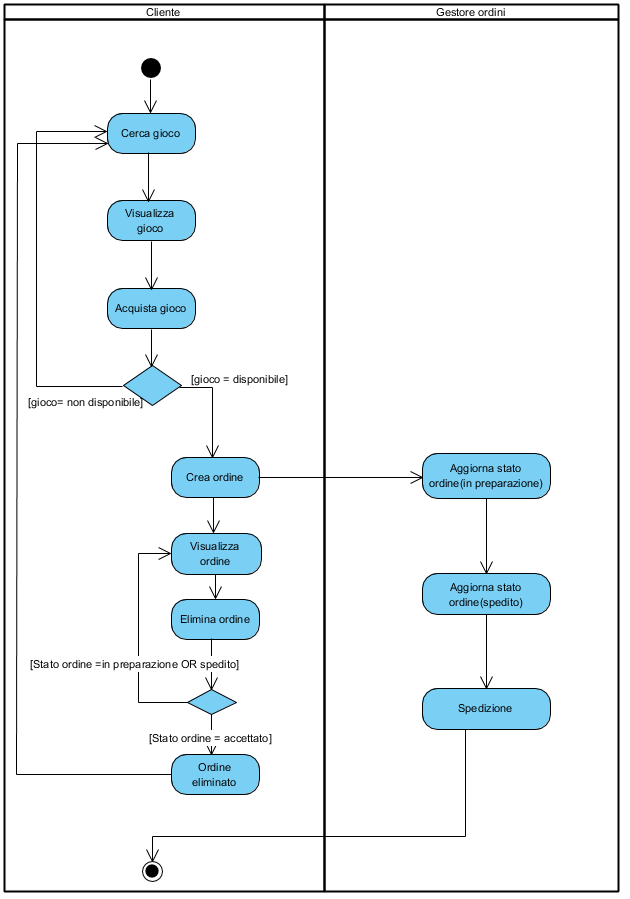 Cliente
Gestore ordini
Cerca gioco
Visualizza
gioco
Acquista gioco
[gioco = disponibile]
[gioco= non disponibile]
Crea ordine
Aggiorna stato
ordine(in preparazione)
Visualizza
ordine
Aggiorna stato
ordine(spedito)
Elimina ordine
[Stato ordine =in preparazione OR spedito]
Spedizione
[Stato ordine = accettato]
Ordine
eliminato